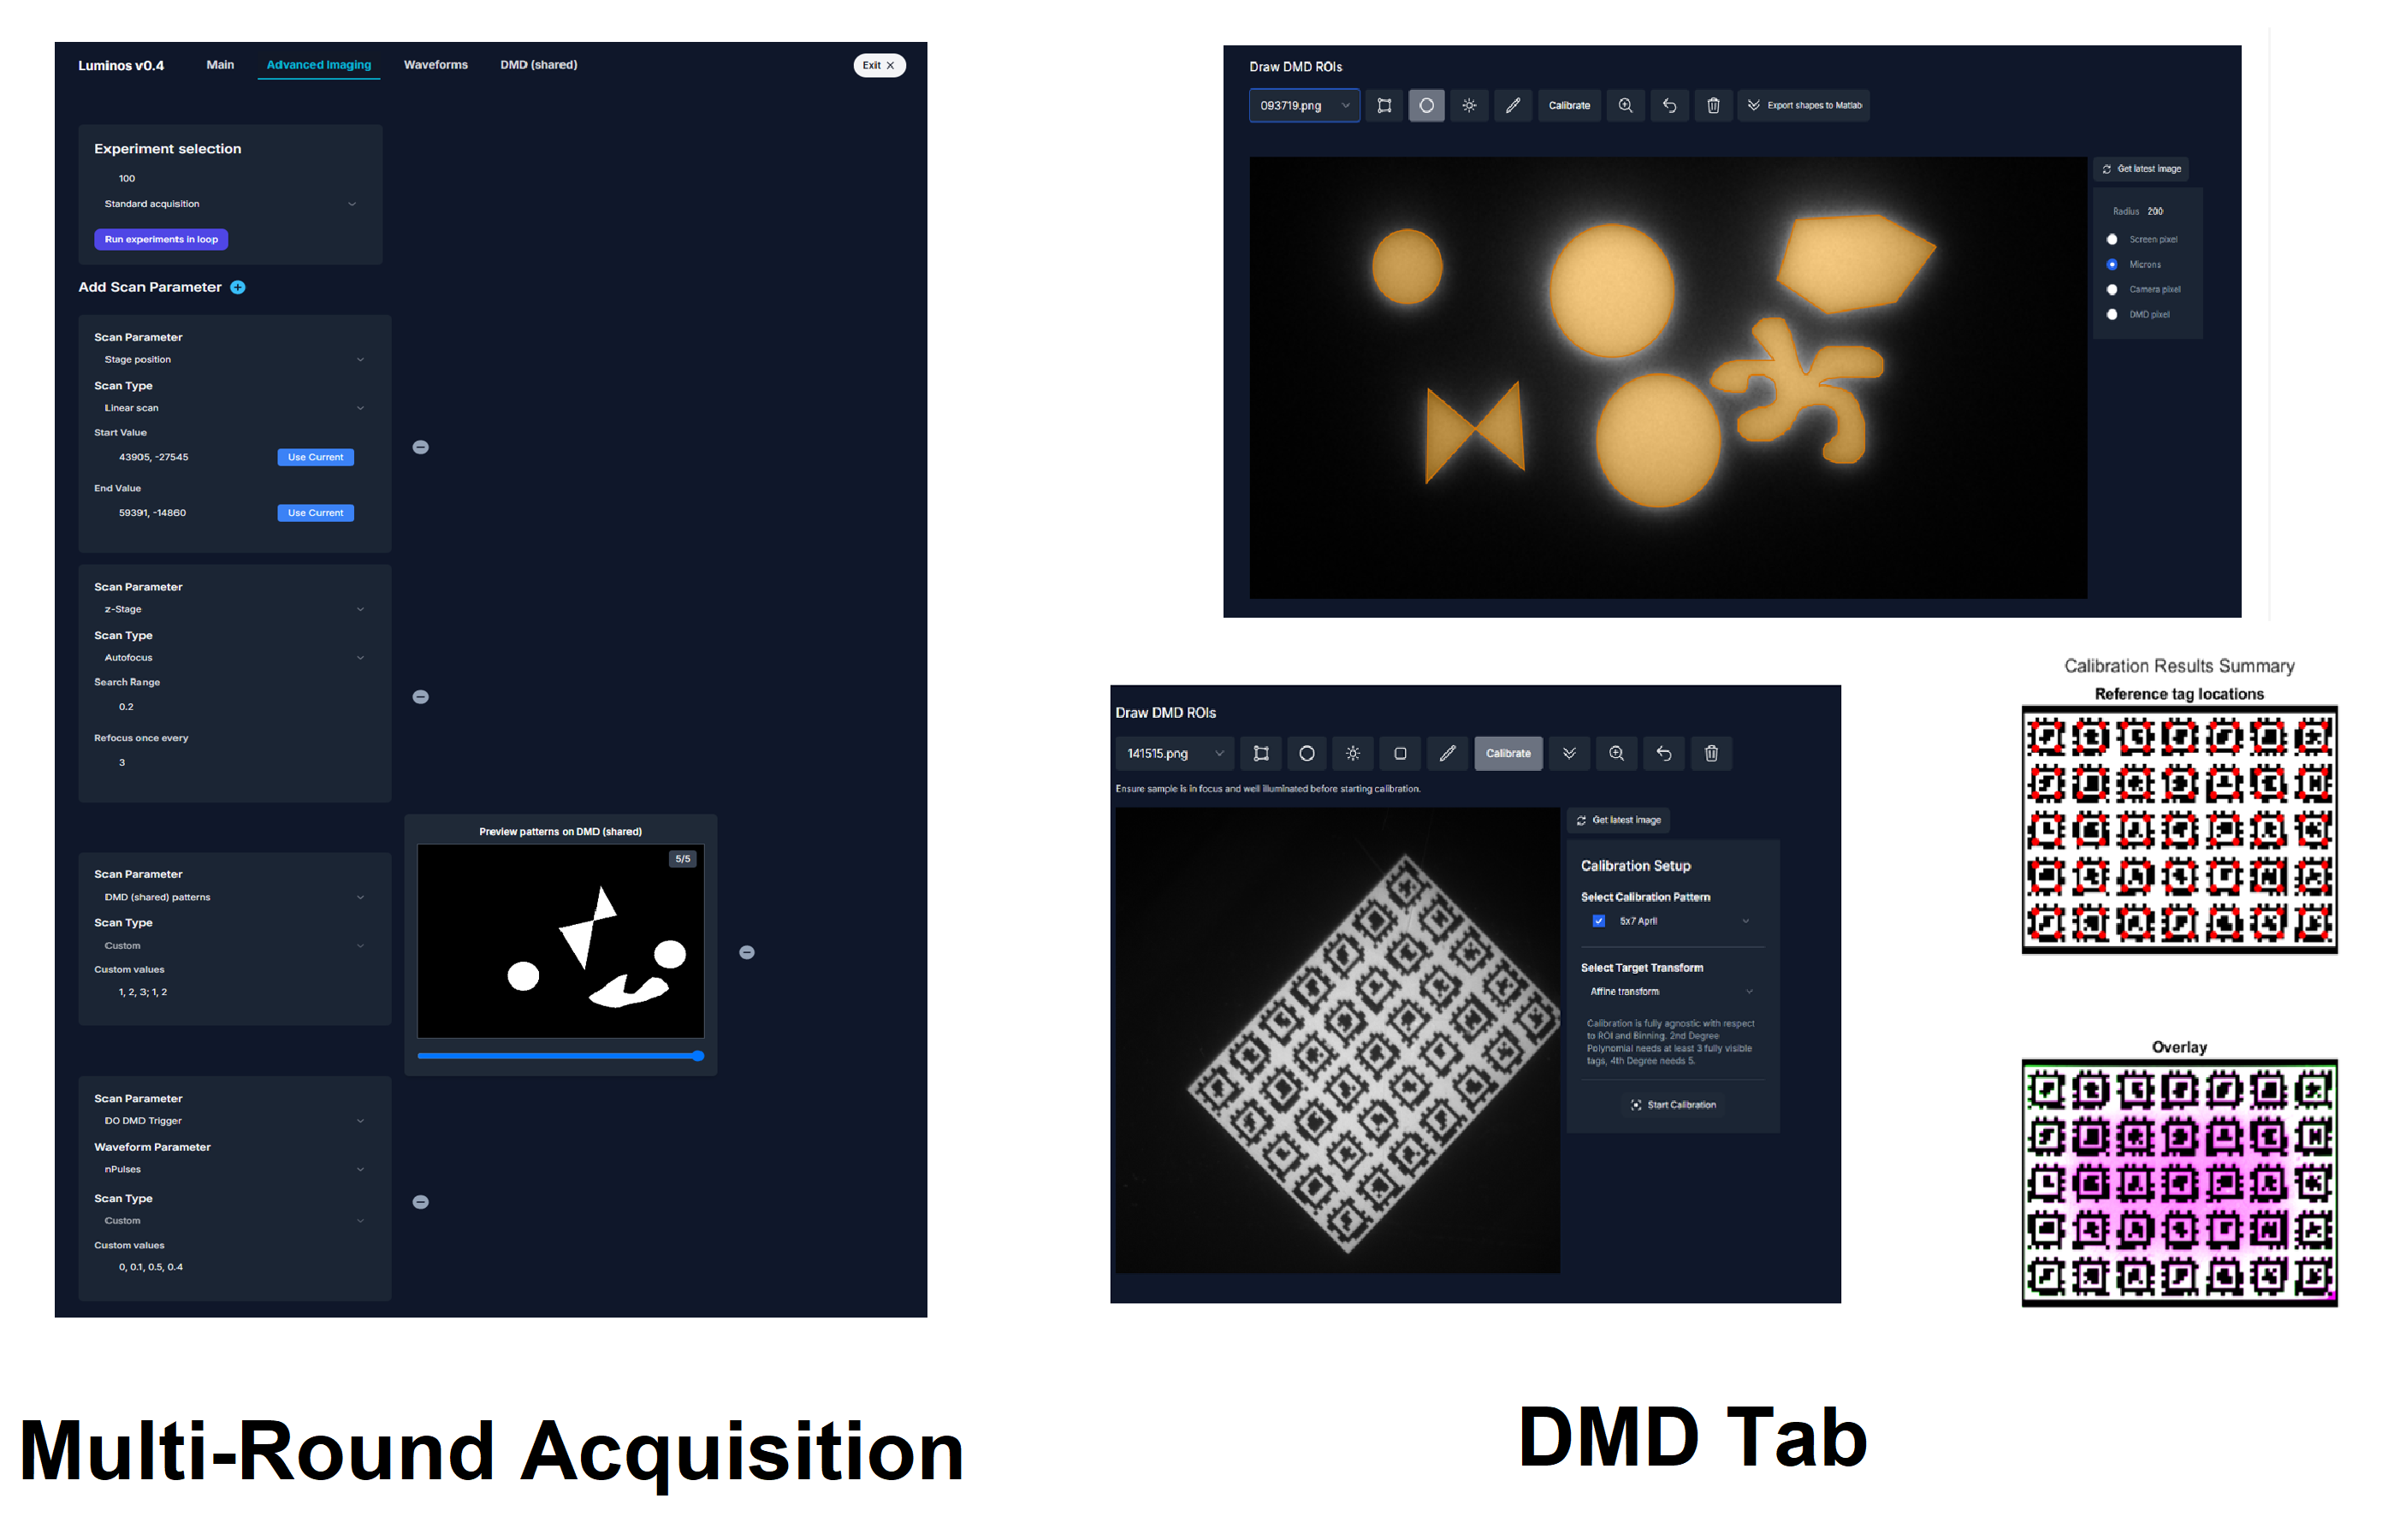 Luminos v0.4 Main Advanced Imaging Waveforms DMD (shared) Exit
Experiment selection
100
Standard acquisition
Run experiments in loop
Add Scan Parameter
Scan Parameter
Stage position
Scan Type
Linear scan
Start Value
43905, -27545 Use Current
End Value
59391, -14860 Use Current
Scan Parameter
z-Stage
Scan Type
Autofocus
Search Range
0.2
Refocus once every
3
Scan Parameter
DMD (shared) patterns
Scan Type
Custom
Custom values
1, 2, 3; 1, 2
Preview patterns on DMD (shared)
5/5
Scan Parameter
DO DMD Trigger
Waveform Parameter
nPulses
Scan Type
Custom
Custom values
0, 0.1, 0.5, 0.4
Multi-Round Acquisition
Draw DMD ROIs
093719.png Calibrate Export shapes to Matlab
Get latest image
Radius 200
Screen pixel
Microns
Camera pixel
DMD pixel
Draw DMD ROIs
141515.png Calibrate
Ensure sample is in focus and well illuminated before starting calibration.
Get latest image
Calibration Setup
Select Calibration Pattern
5x7 April
Select Target Transform
Affine transform
Calibration is fully agnostic with respect
to ROI and Binning. 2nd Degree
Polynomial needs at least 3 fully visible
tags, 4th Degree needs 5.
Start Calibration
Calibration Results Summary
Reference tag locations
Overlay
DMD Tab